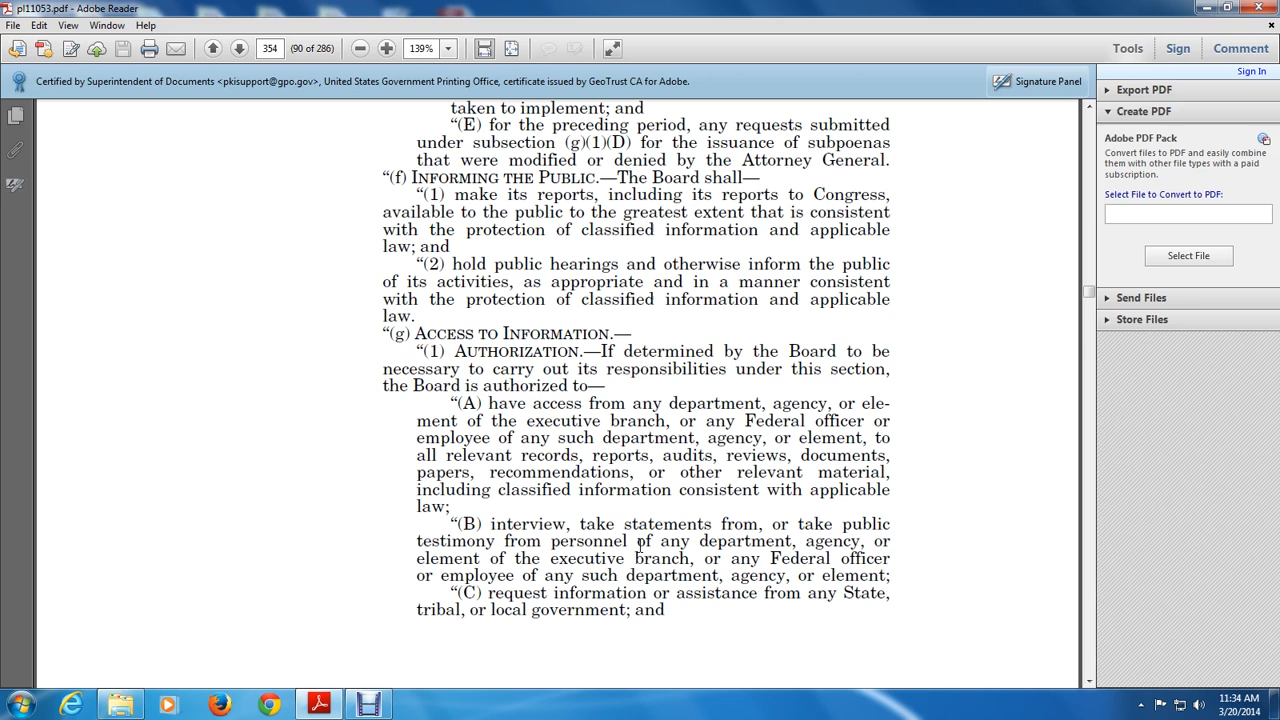 pl11053.pdf - Adobe Reader
File Edit View Window Help
354 (90 of 286) 139% Tools Sign Comment
Certified by Superintendent of Documents <pkisupport@gpo.gov>, United States Government Printing Office, certificate issued by GeoTrust CA for Adobe. Signature Panel
Sign In
Export PDF
Create PDF
Adobe PDF Pack
Convert files to PDF and easily combine
them with other file types with a paid
subscription.
Select File to Convert to PDF:
Select File
Send Files
Store Files
taken to implement; and
“(E) for the preceding period, any requests submitted
under subsection (g)(1)(D) for the issuance of subpoenas
that were modified or denied by the Attorney General.
“(f) INFORMING THE PUBLIC.—The Board shall—
“(1) make its reports, including its reports to Congress,
available to the public to the greatest extent that is consistent
with the protection of classified information and applicable
law; and
“(2) hold public hearings and otherwise inform the public
of its activities, as appropriate and in a manner consistent
with the protection of classified information and applicable
law.
“(g) ACCESS TO INFORMATION.—
“(1) AUTHORIZATION.—If determined by the Board to be
necessary to carry out its responsibilities under this section,
the Board is authorized to—
“(A) have access from any department, agency, or ele-
ment of the executive branch, or any Federal officer or
employee of any such department, agency, or element, to
all relevant records, reports, audits, reviews, documents,
papers, recommendations, or other relevant material,
including classified information consistent with applicable
law;
“(B) interview, take statements from, or take public
testimony from personnel of any department, agency, or
element of the executive branch, or any Federal officer
or employee of any such department, agency, or element;
“(C) request information or assistance from any State,
tribal, or local government; and
11:34 AM
3/20/2014